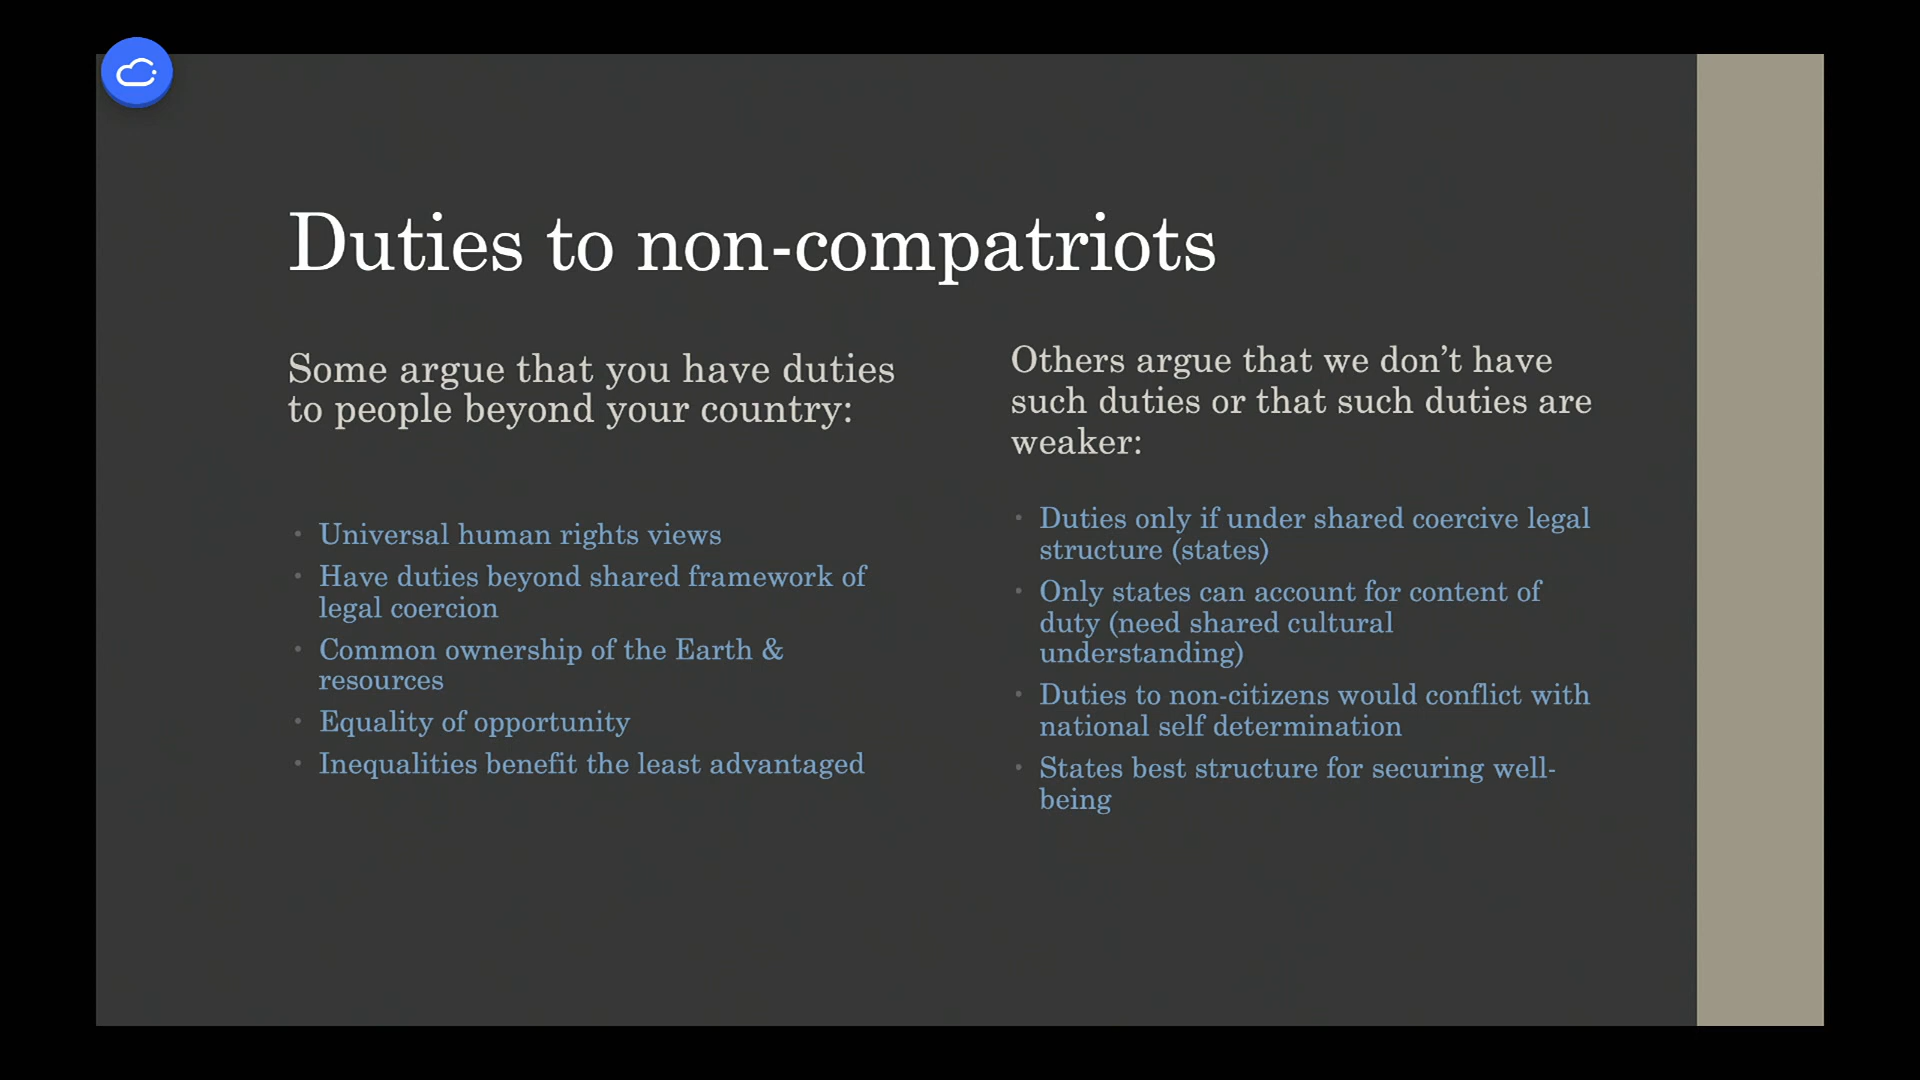 Duties to non-compatriots
Some argue that you have duties
to people beyond your country:
• Universal human rights views
• Have duties beyond shared framework of
legal coercion
• Common ownership of the Earth &
resources
• Equality of opportunity
• Inequalities benefit the least advantaged
Others argue that we don’t have
such duties or that such duties are
weaker:
• Duties only if under shared coercive legal
structure (states)
• Only states can account for content of
duty (need shared cultural
understanding)
• Duties to non-citizens would conflict with
national self determination
• States best structure for securing well-
being